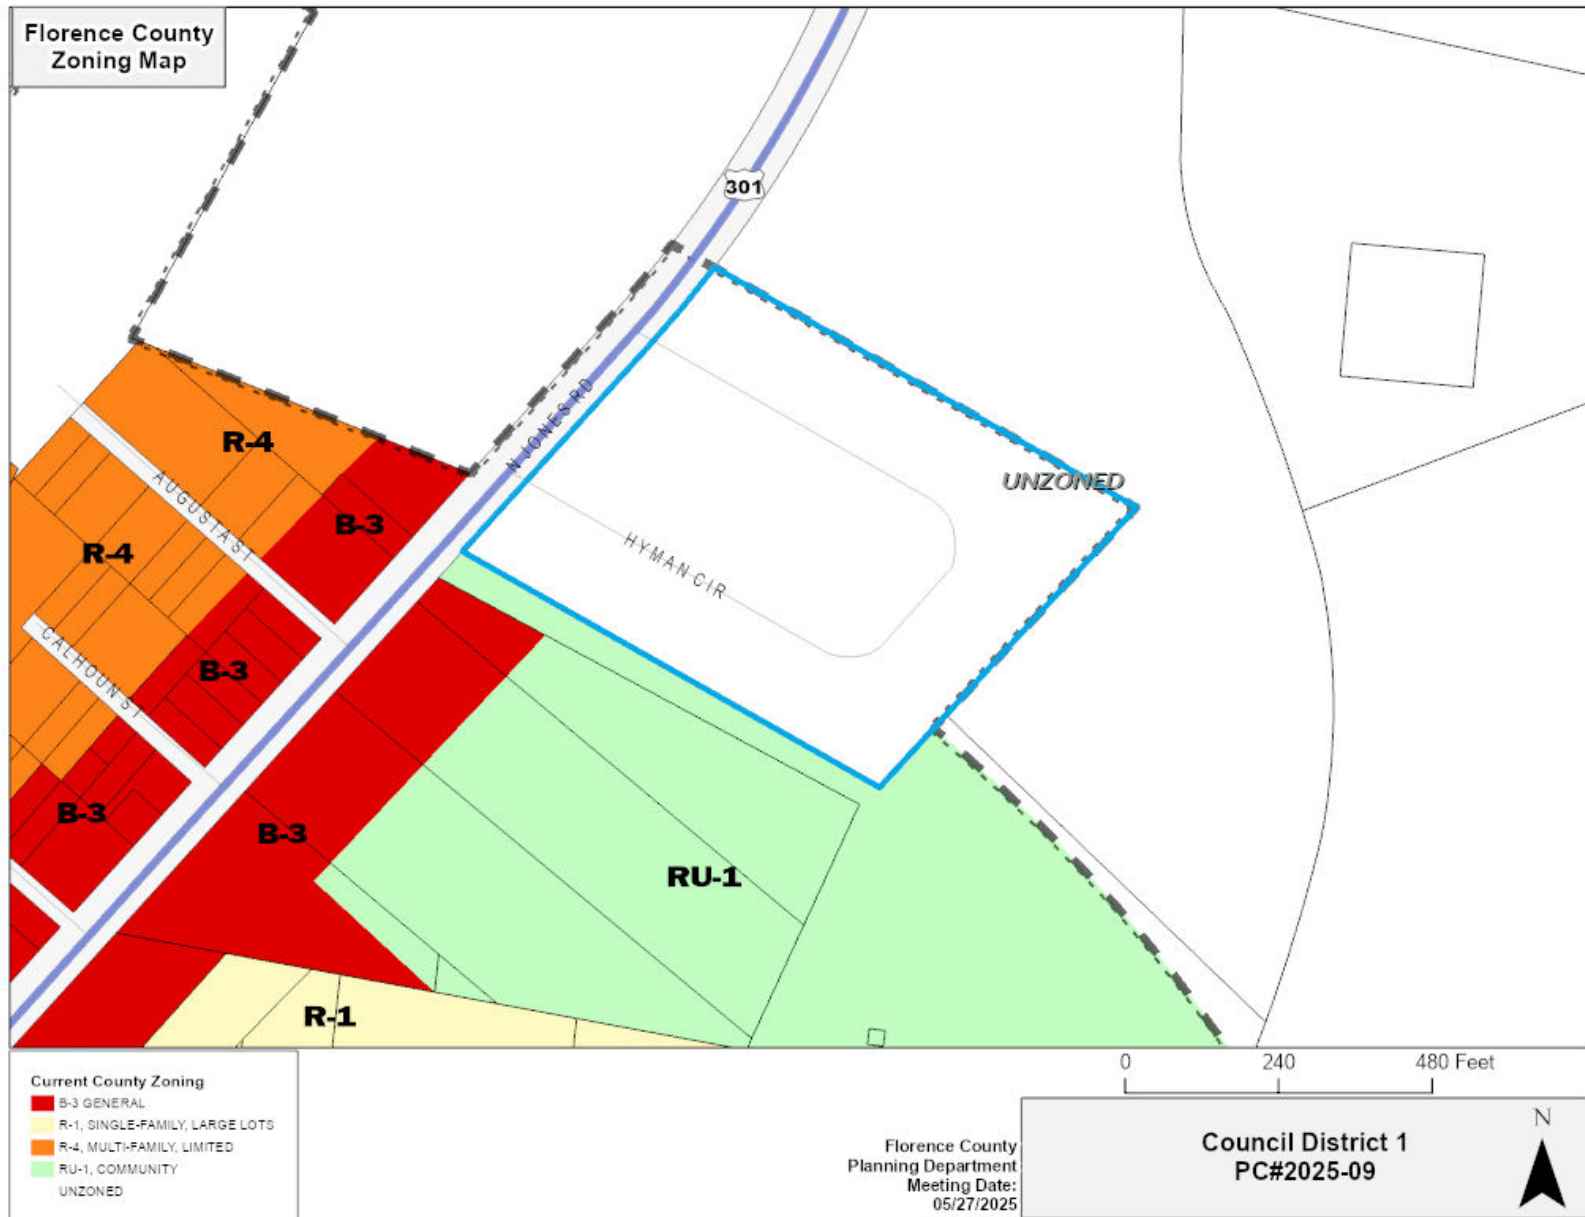 Florence County
Zoning Map
301
N JONES RD
R-4
AUGUSTA ST
B-3
UNZONED
R-4
HYMAN CIR
CALHOUN ST
B-3
B-3
B-3
RU-1
R-1
Current County Zoning
B-3 GENERAL
R-1, SINGLE-FAMILY, LARGE LOTS
R-4, MULTI-FAMILY, LIMITED
RU-1, COMMUNITY
UNZONED
0 240 480 Feet
Florence County
Planning Department
Meeting Date:
05/27/2025
Council District 1
PC#2025-09
N